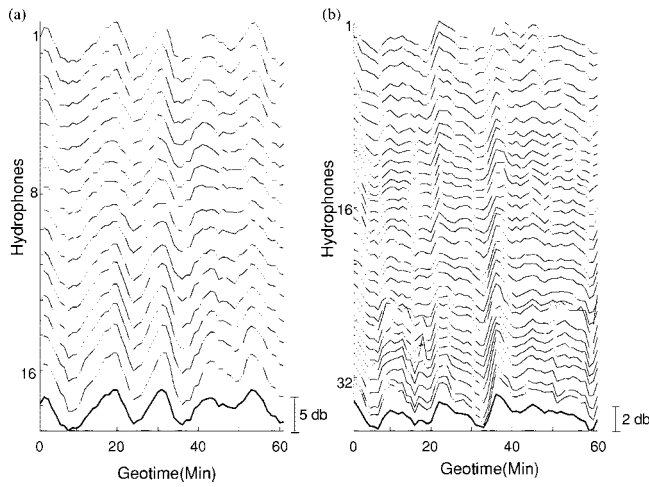 (a)
1
8
16
Hydrophones
5 db
0 20 40 60
Geotime(Min)
(b)
1
16
32
Hydrophones
2 db
0 20 40 60
Geotime(Min)